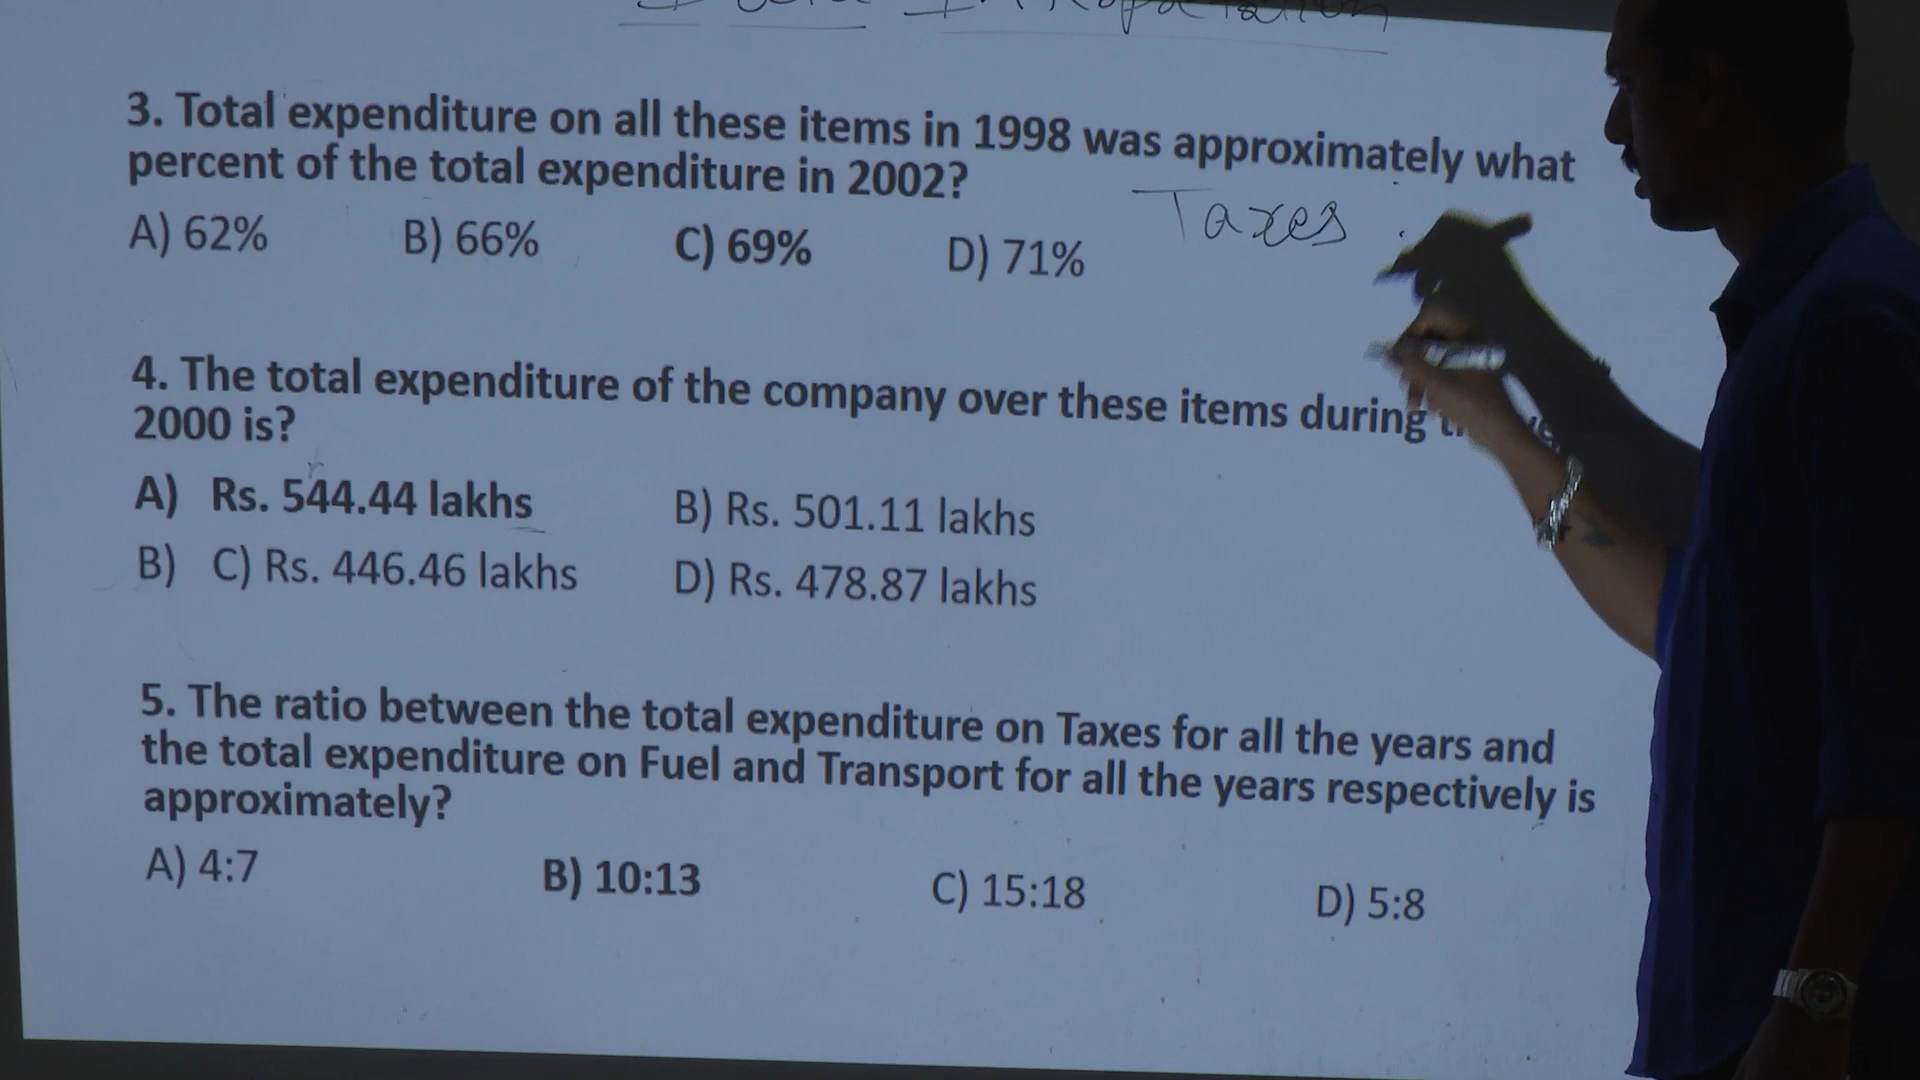 3. Total expenditure on all these items in 1998 was approximately what
percent of the total expenditure in 2002?
A) 62% B) 66% C) 69% D) 71%
Taxes
4. The total expenditure of the company over these items during
2000 is?
A) Rs. 544.44 lakhs B) Rs. 501.11 lakhs
B) C) Rs. 446.46 lakhs D) Rs. 478.87 lakhs
5. The ratio between the total expenditure on Taxes for all the years and
the total expenditure on Fuel and Transport for all the years respectively is
approximately?
A) 4:7 B) 10:13 C) 15:18 D) 5:8